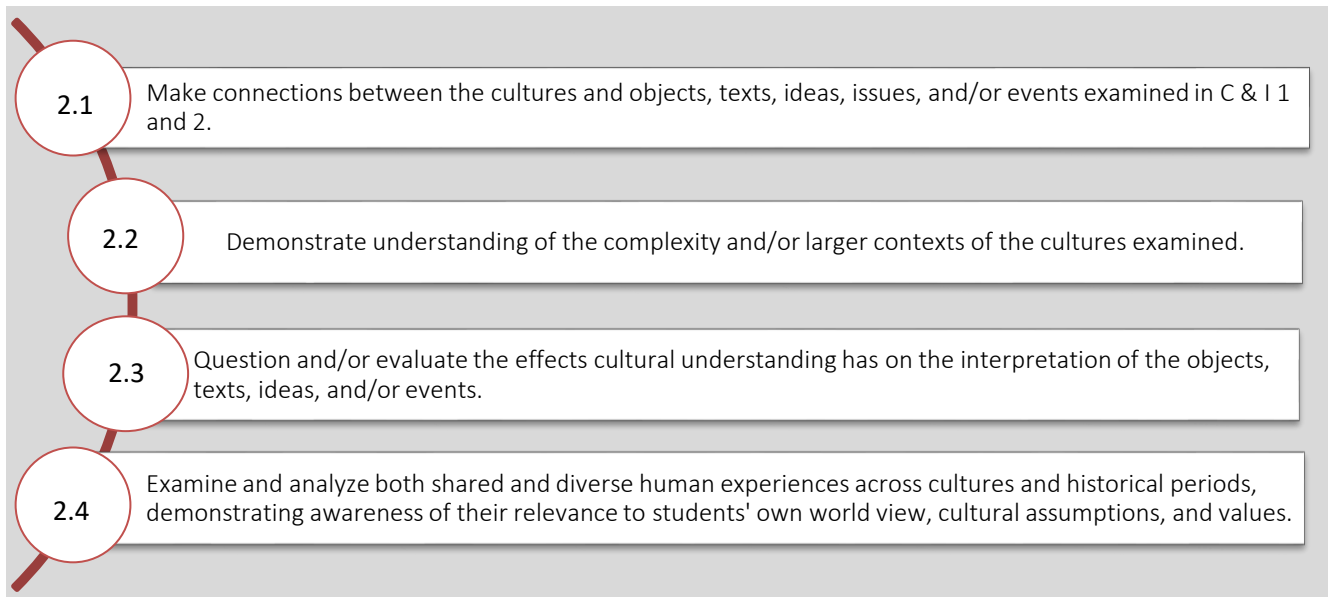 2.1
Make connections between the cultures and objects, texts, ideas, issues, and/or events examined in C & I 1
and 2.
2.2
Demonstrate understanding of the complexity and/or larger contexts of the cultures examined.
2.3
Question and/or evaluate the effects cultural understanding has on the interpretation of the objects,
texts, ideas, and/or events.
2.4
Examine and analyze both shared and diverse human experiences across cultures and historical periods,
demonstrating awareness of their relevance to students' own world view, cultural assumptions, and values.